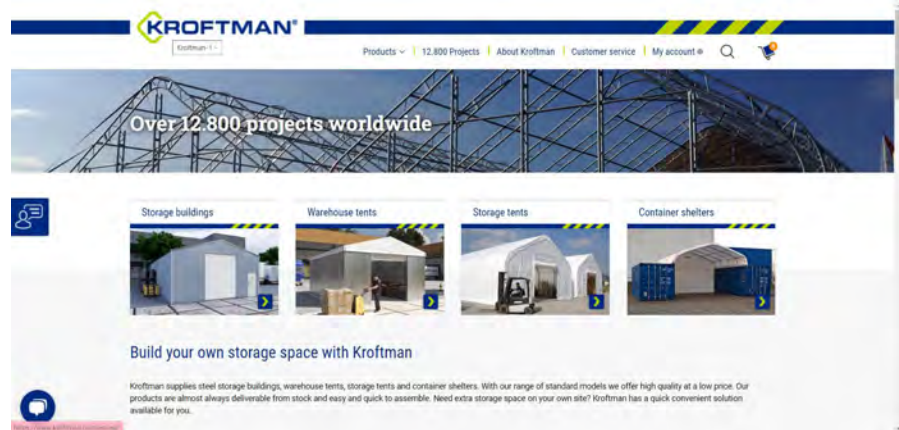 KROFTMAN®
Products
12.800 Projects
About Kroftman
Customer service
My account
Over 12.800 projects worldwide
Storage buildings
Warehouse tents
Storage tents
Container shelters
Build your own storage space with Kroftman
Kroftman supplies steel storage buildings, warehouse tents, storage tents and container shelters. With our range of standard models we offer high quality at a low price. Our
products are almost always deliverable from stock and easy and quick to assemble. Need extra storage space on your own site? Kroftman has a quick convenient solution
available for you.